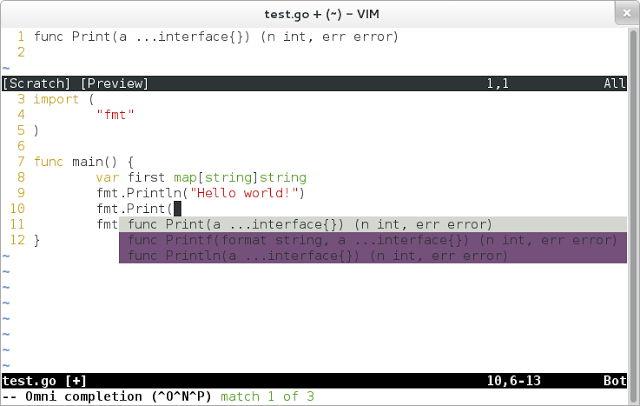 test.go + (~) – VIM
1 func Print(a ...interface{}) (n int, err error)
2
~
[Scratch] [Preview] 1,1 All
3 import (
4 "fmt"
5 )
6
7 func main() {
8 var first map[string]string
9 fmt.Println("Hello world!")
10 fmt.Print(
11 fmt func Print(a ...interface{}) (n int, err error)
12 } func Printf(format string, a ...interface{}) (n int, err error)
~ func Println(a ...interface{}) (n int, err error)
~
~
~
~
~
~
~
test.go [+] 10,6-13 Bot
-- Omni completion (^O^N^P) match 1 of 3